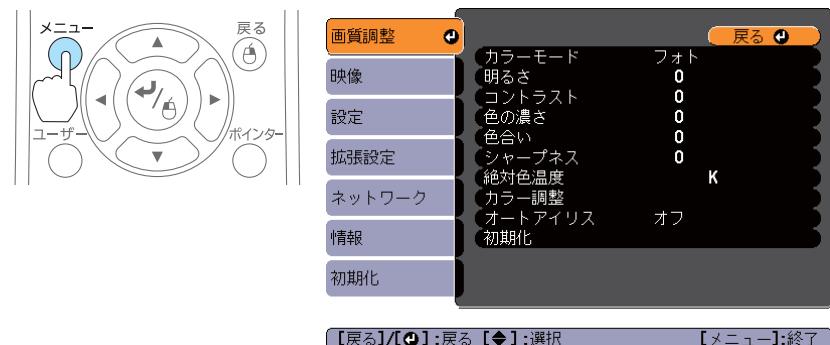 メニュー
戻る
ユーザー
ポインター
画質調整
映像
設定
拡張設定
ネットワーク
情報
初期化
戻る
カラーモード フォト
明るさ 0
コントラスト 0
色の濃さ 0
色合い 0
シャープネス 0
絶対色温度 K
カラー調整
オートアイリス オフ
初期化
[戻る]/[ ]:戻る [ ]:選択 [メニュー]:終了